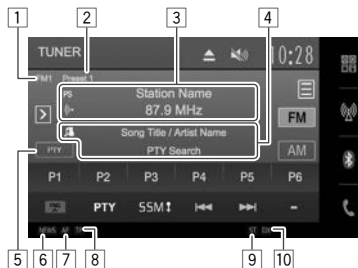 1 2 3 4
TUNER 10:28
FM1 Preset 1
PS Station Name
87.9 MHz
FM
Song Title / Artist Name
PTY PTY Search AM
P1 P2 P3 P4 P5 P6
PTY SSM -
NEWS AF TP ST DX
5 6 7 8 9 10